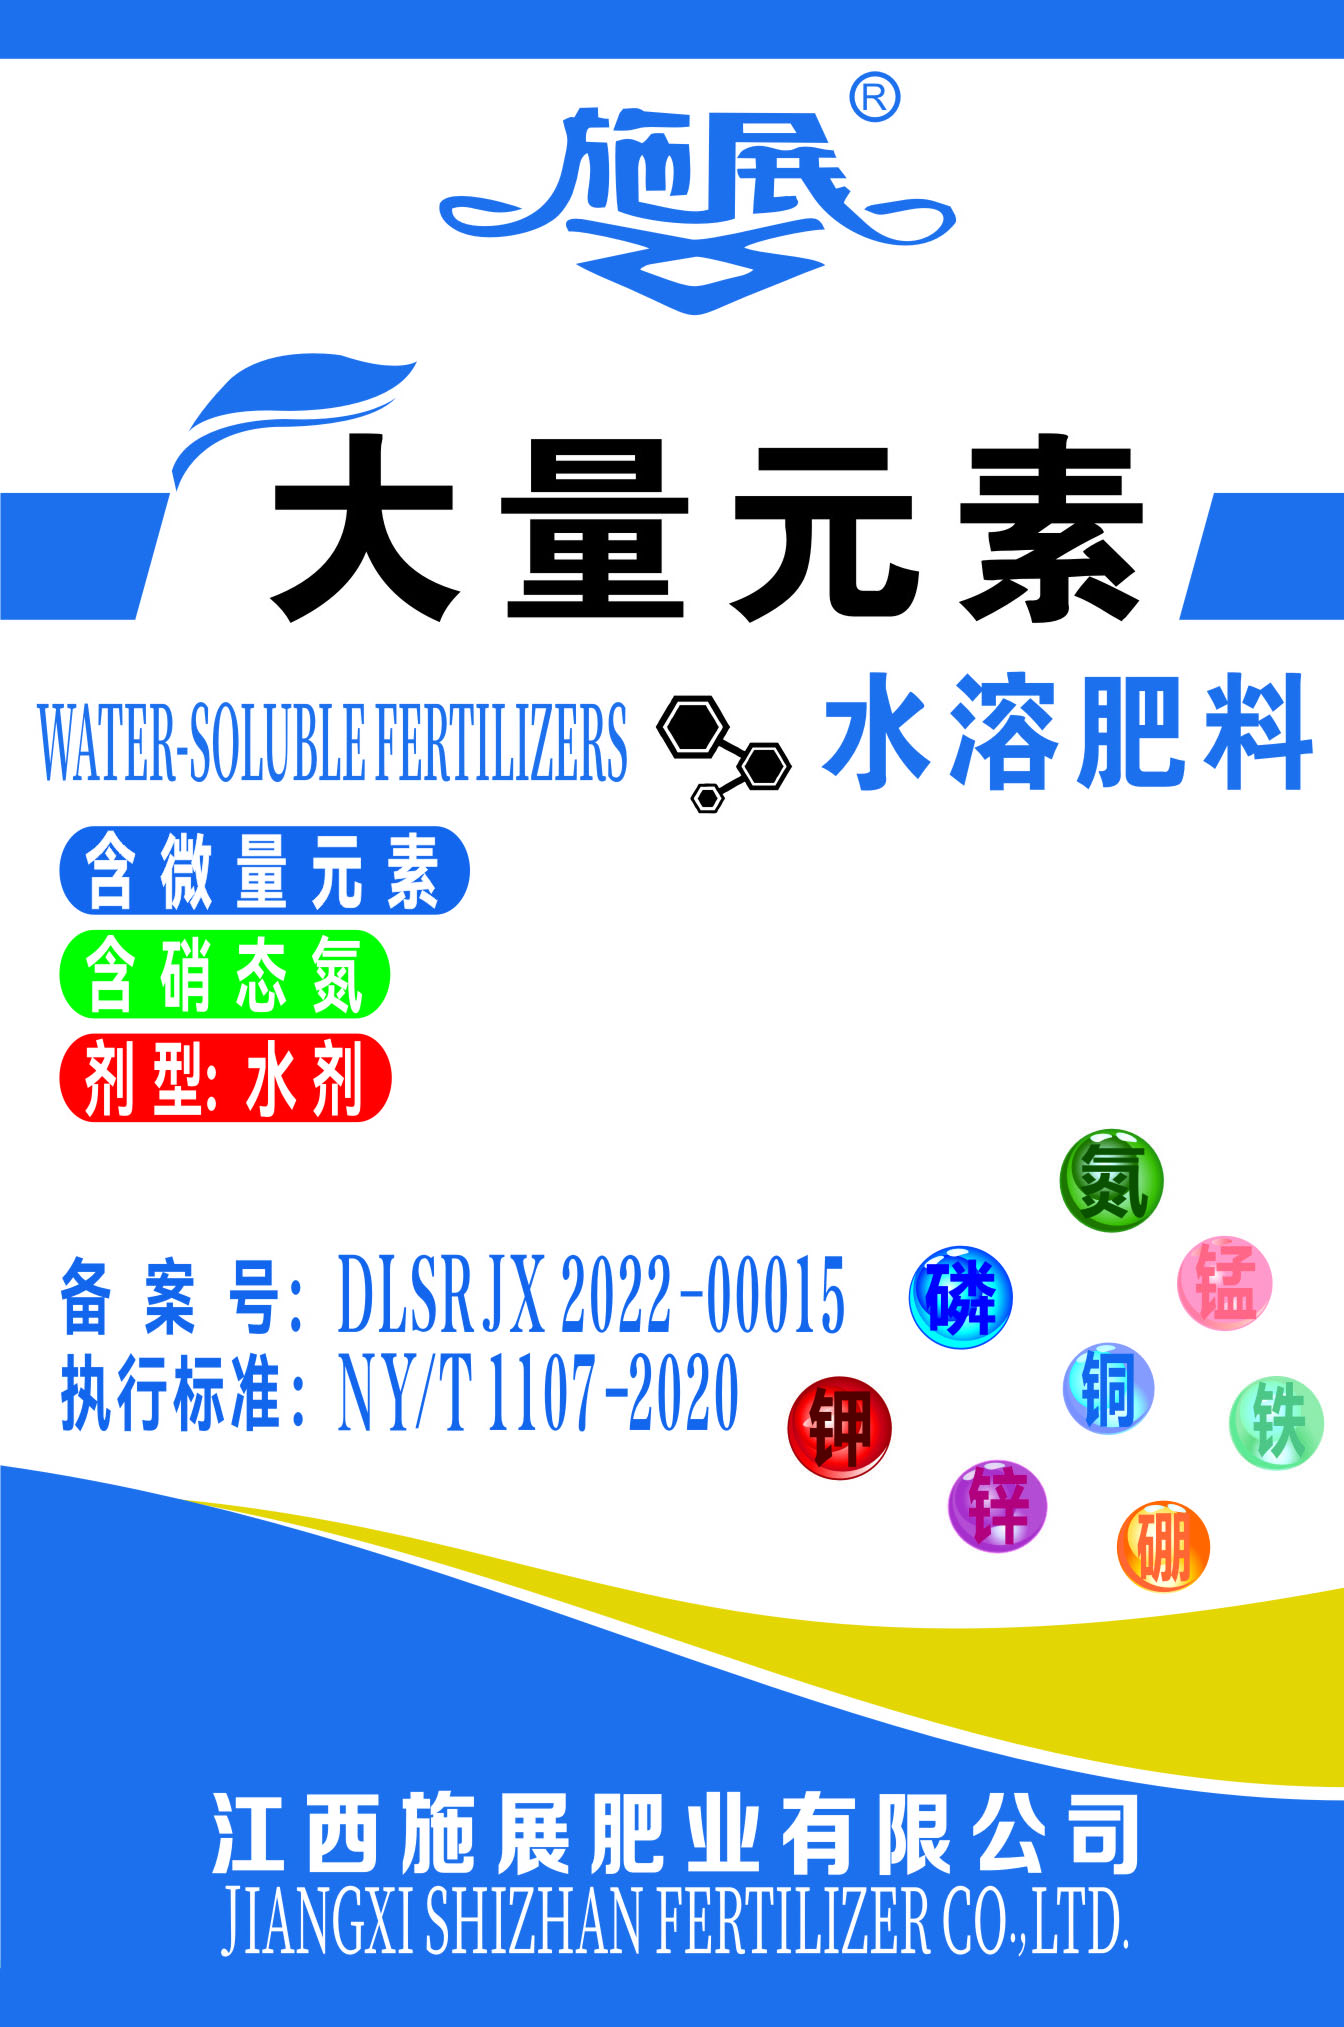 施展®
大量元素
WATER-SOLUBLE FERTILIZERS 水溶肥料
含微量元素
含硝态氮
剂型:水剂
氮
磷
锰
备案号：DLSRJX 2022-00015
执行标准：NY/T 1107-2020
钾
铜
铁
锌
硼
江西施展肥业有限公司
JIANGXI SHIZHAN FERTILIZER CO.,LTD.